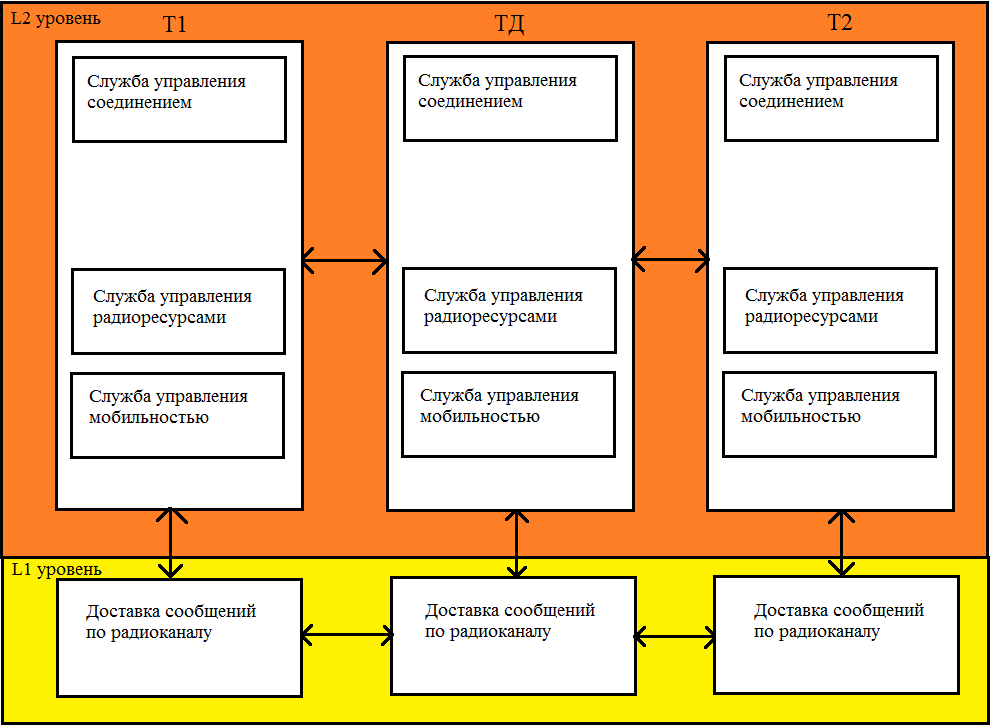 L2 уровень
Т1
ТД
Т2
Служба управления
соединением
Служба управления
соединением
Служба управления
соединением
Служба управления
радиоресурсами
Служба управления
радиоресурсами
Служба управления
радиоресурсами
Служба управления
мобильностью
Служба управления
мобильностью
Служба управления
мобильностью
L1 уровень
Доставка сообщений
по радиоканалу
Доставка сообщений
по радиоканалу
Доставка сообщений
по радиоканалу